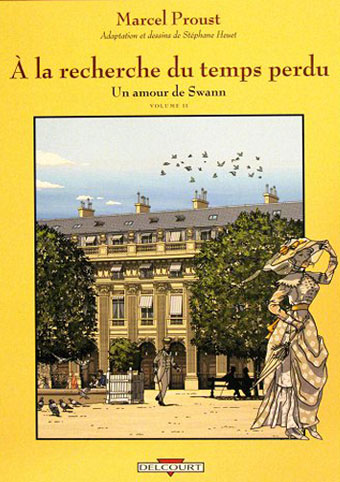 Marcel Proust
Adaptation et dessins de Stéphane Heuet
À la recherche du temps perdu
Un amour de Swann
VOLUME II
DELCOURT